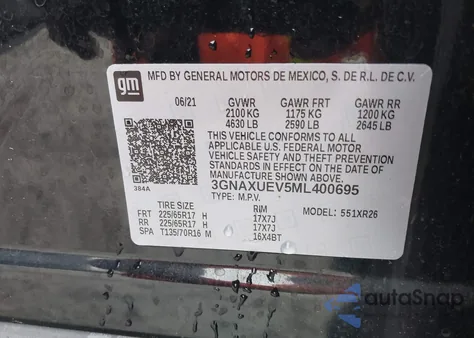 gm MFD BY GENERAL MOTORS DE MEXICO, S. DE R.L. DE C.V.
06/21 GVWR GAWR FRT GAWR RR
2100 KG 1175 KG 1200 KG
4630 LB 2590 LB 2645 LB
THIS VEHICLE CONFORMS TO ALL
APPLICABLE U.S. FEDERAL MOTOR
VEHICLE SAFETY AND THEFT PREVENTION
STANDARDS IN EFFECT ON THE DATE OF
MANUFACTURE SHOWN ABOVE.
384A 3GNAXUEV5ML400695
TYPE: M.P.V.
TIRE SIZE RIM MODEL: 551XR26
FRT 225/65R17 H 17X7J
RR 225/65R17 H 17X7J
SPA T135/70R16 M 16X4BT
autoSnap